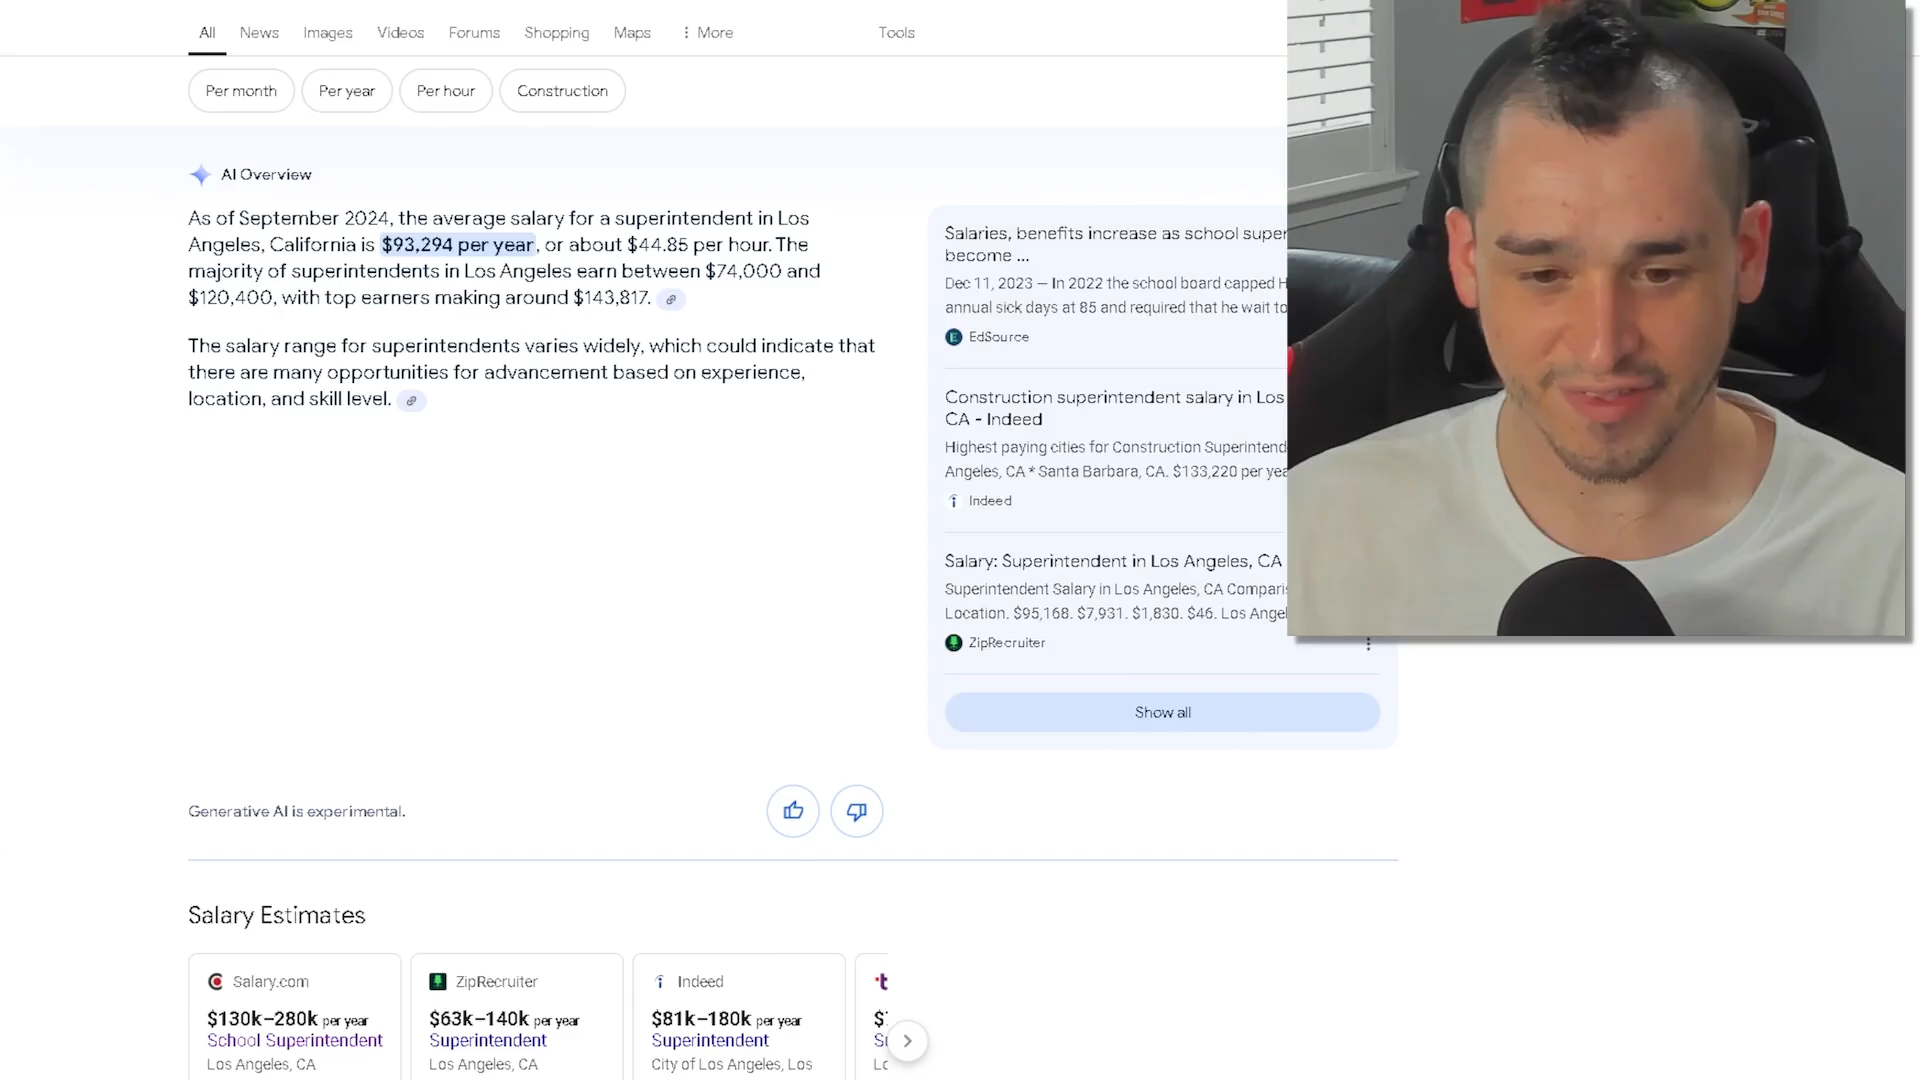 All News Images Videos Forums Shopping Maps More Tools
Per month Per year Per hour Construction
AI Overview
As of September 2024, the average salary for a superintendent in Los
Angeles, California is $93,294 per year, or about $44.85 per hour. The
majority of superintendents in Los Angeles earn between $74,000 and
$120,400, with top earners making around $143,817.
The salary range for superintendents varies widely, which could indicate that
there are many opportunities for advancement based on experience,
location, and skill level.
Salaries, benefits increase as school super
become ...
Dec 11, 2023 — In 2022 the school board capped H
annual sick days at 85 and required that he wait to
EdSource
Construction superintendent salary in Los
CA - Indeed
Highest paying cities for Construction Superintend
Angeles, CA * Santa Barbara, CA. $133,220 per yea
Indeed
Salary: Superintendent in Los Angeles, CA
Superintendent Salary in Los Angeles, CA Compari
Location. $95,168. $7,931. $1,830. $46. Los Angel
ZipRecruiter
Show all
Generative AI is experimental.
Salary Estimates
Salary.com
$130k–280k per year
School Superintendent
Los Angeles, CA
ZipRecruiter
$63k–140k per year
Superintendent
Los Angeles, CA
Indeed
$81k–180k per year
Superintendent
City of Los Angeles, Los